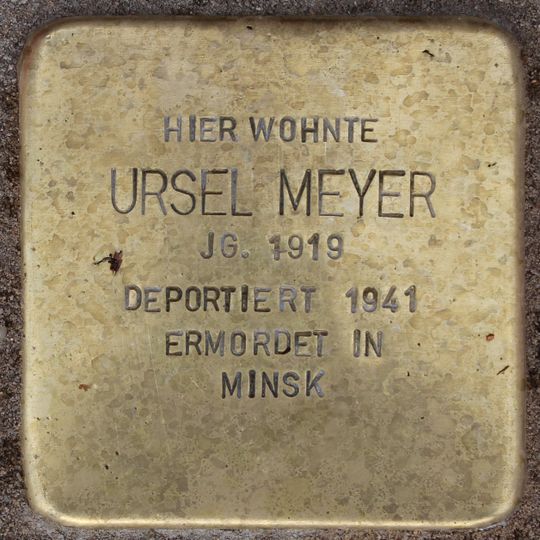 HIER WOHNTE
URSEL MEYER
JG. 1919
DEPORTIERT 1941
ERMORDET IN
MINSK